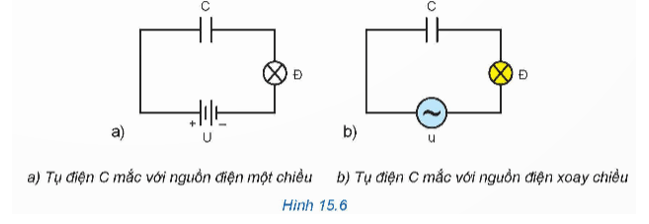 C
C
Đ
Đ
a)
+
−
U
b)
~
u
a) Tụ điện C mắc với nguồn điện một chiều
b) Tụ điện C mắc với nguồn điện xoay chiều
Hình 15.6